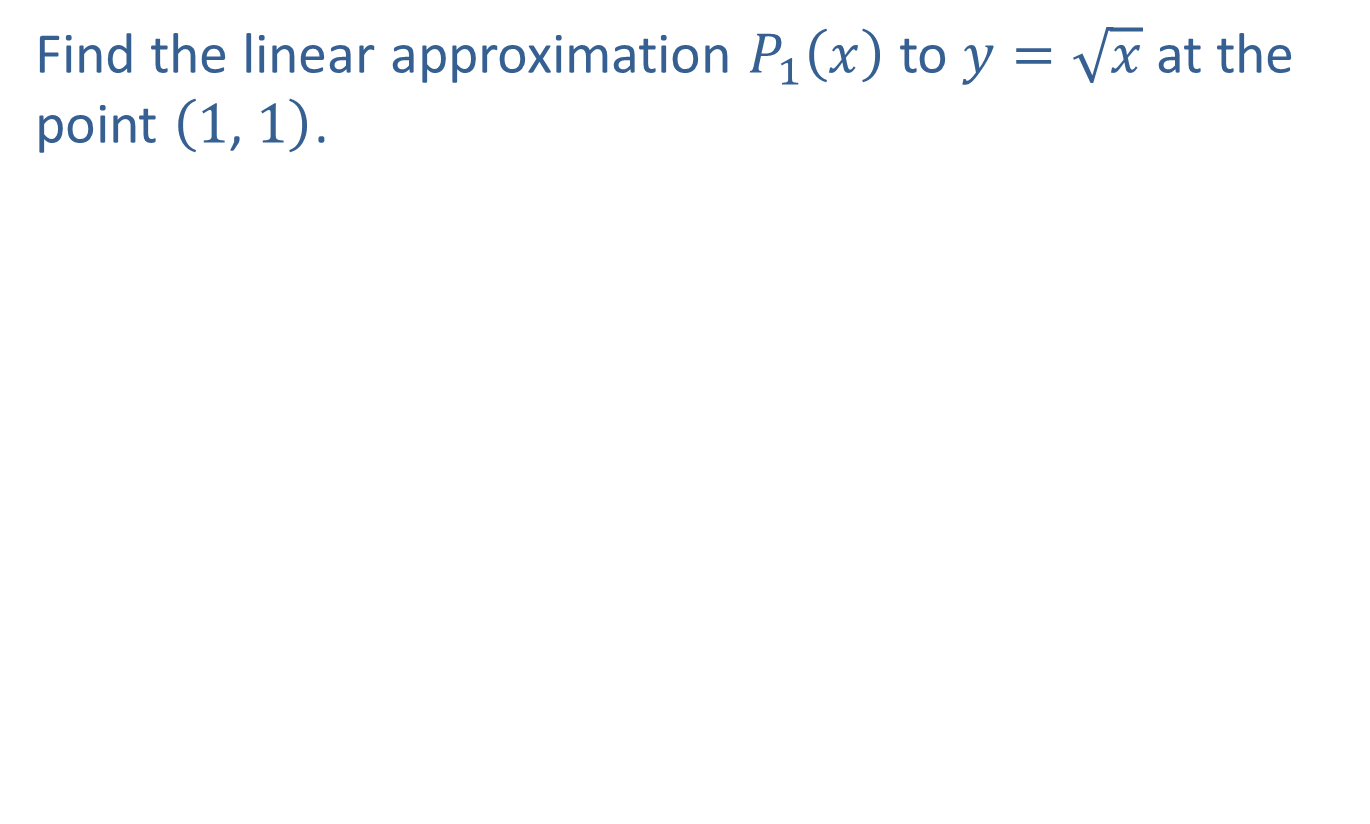 Find the linear approximation P₁(x) to y = √x at the
point (1, 1).